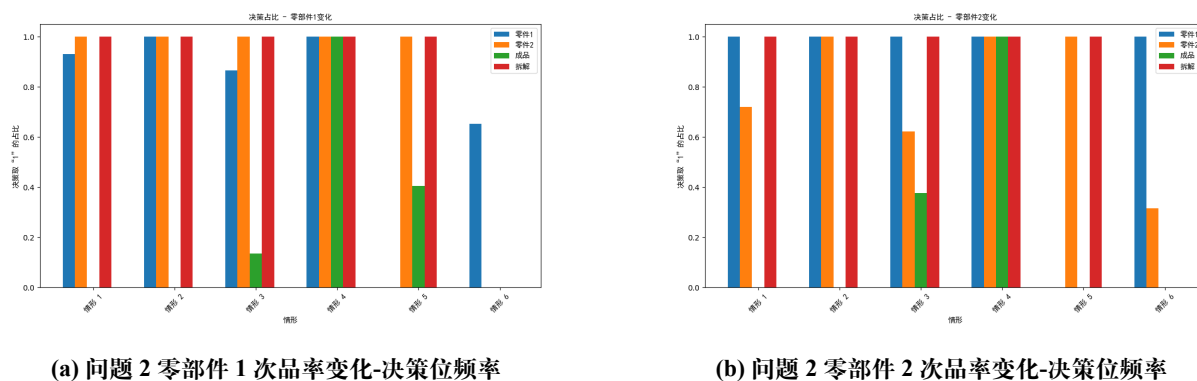 决策占比 - 零部件1变化
决策取 "1" 的占比
1.0
0.8
0.6
0.4
0.2
0.0
零件1
零件2
成品
拆解
情形 1
情形 2
情形 3
情形 4
情形 5
情形 6
情形
(a) 问题 2 零部件 1 次品率变化-决策位频率
决策占比 - 零部件2变化
决策取 "1" 的占比
1.0
0.8
0.6
0.4
0.2
0.0
零件1
零件2
成品
拆解
情形 1
情形 2
情形 3
情形 4
情形 5
情形 6
情形
(b) 问题 2 零部件 2 次品率变化-决策位频率